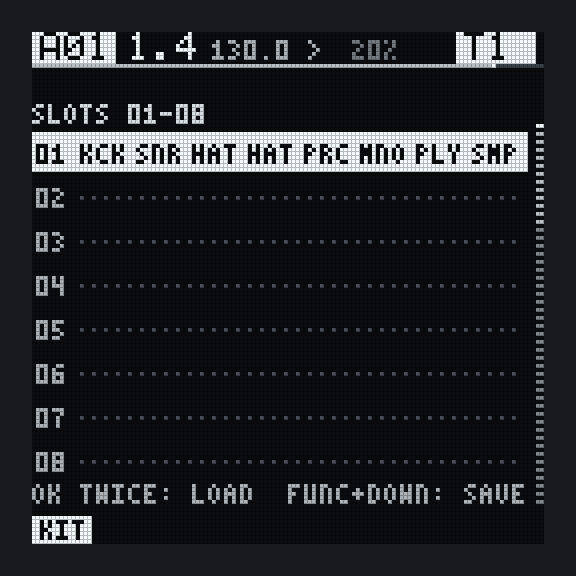 A01 1.4 130.0 > 20% T1
SLOTS 01-08
01 KCK SNR HAT HAT PRC MNO PLY SMP
02
03
04
05
06
07
08
OK TWICE: LOAD FUNC+DOWN: SAVE
KIT